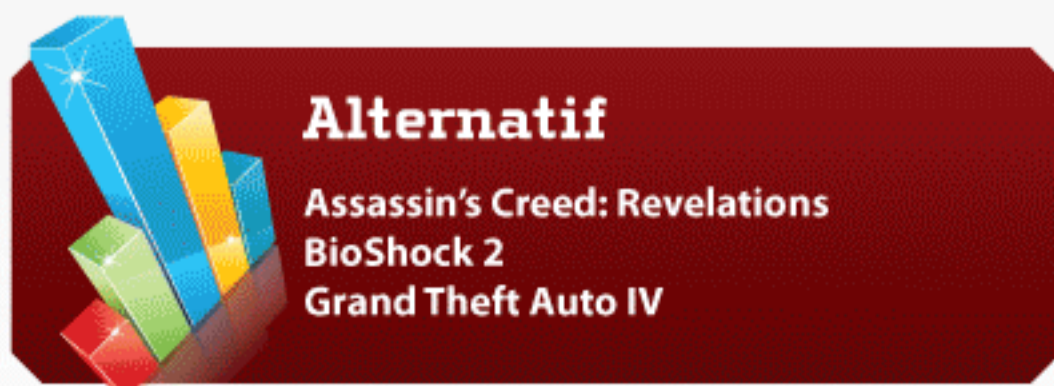 Alternatif
Assassin’s Creed: Revelations
BioShock 2
Grand Theft Auto IV